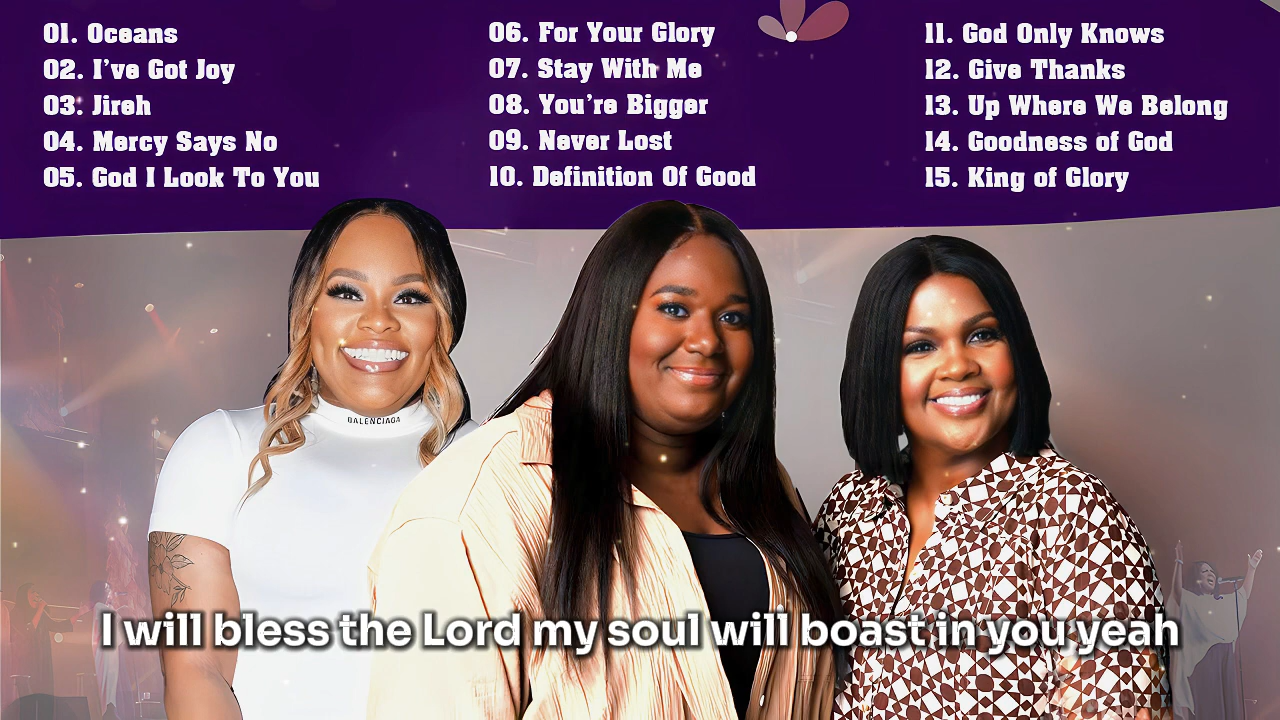 01. Oceans
02. I've Got Joy
03. Jireh
04. Mercy Says No
05. God I Look To You
06. For Your Glory
07. Stay With Me
08. You're Bigger
09. Never Lost
10. Definition Of Good
11. God Only Knows
12. Give Thanks
13. Up Where We Belong
14. Goodness of God
15. King of Glory
BALENCIAGA
I will bless the Lord my soul will boast in you yeah